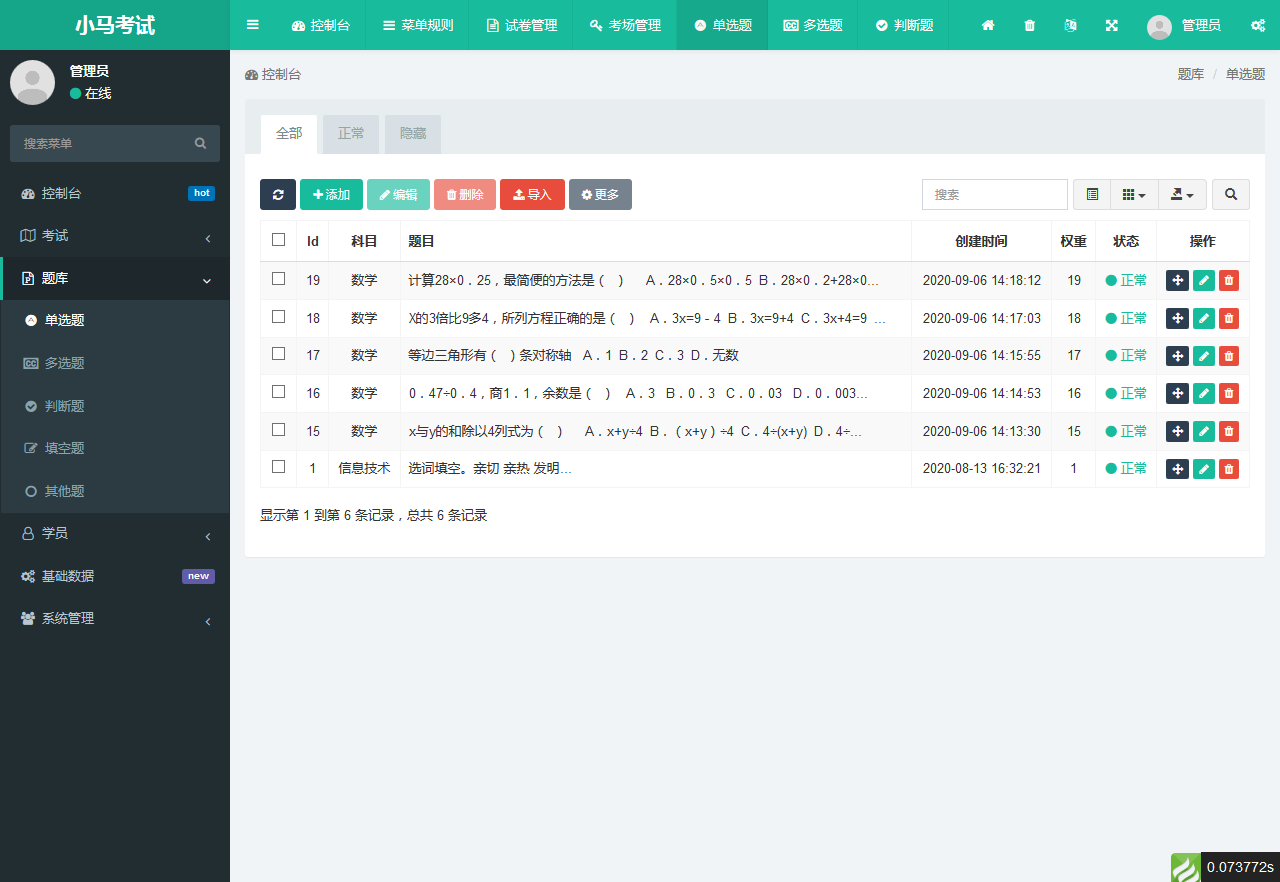 小马考试
控制台 菜单规则 试卷管理 考场管理 单选题 多选题 判断题 管理员
管理员
在线
搜索菜单
控制台 hot
考试
题库
单选题
多选题
判断题
填空题
其他题
学员
基础数据 new
系统管理
控制台 题库 / 单选题
全部 正常 隐藏
添加 编辑 删除 导入 更多 搜索
Id 科目 题目 创建时间 权重 状态 操作
19 数学 计算28×0．25，最简便的方法是（　） A．28×0．5×0．5 B．28×0．2+28×0... 2020-09-06 14:18:12 19 正常
18 数学 X的3倍比9多4，所列方程正确的是（　） A．3x=9－4 B．3x=9+4 C．3x+4=9 ... 2020-09-06 14:17:03 18 正常
17 数学 等边三角形有（　）条对称轴 A．1 B．2 C．3 D．无数 2020-09-06 14:15:55 17 正常
16 数学 0．47÷0．4，商1．1，余数是（　） A．3 B．0．3 C．0．03 D．0．003... 2020-09-06 14:14:53 16 正常
15 数学 x与y的和除以4列式为（　） A．x+y÷4 B．（x+y）÷4 C．4÷(x+y) D．4÷... 2020-09-06 14:13:30 15 正常
1 信息技术 选词填空。亲切 亲热 发明... 2020-08-13 16:32:21 1 正常
显示第 1 到第 6 条记录，总共 6 条记录
0.073772s